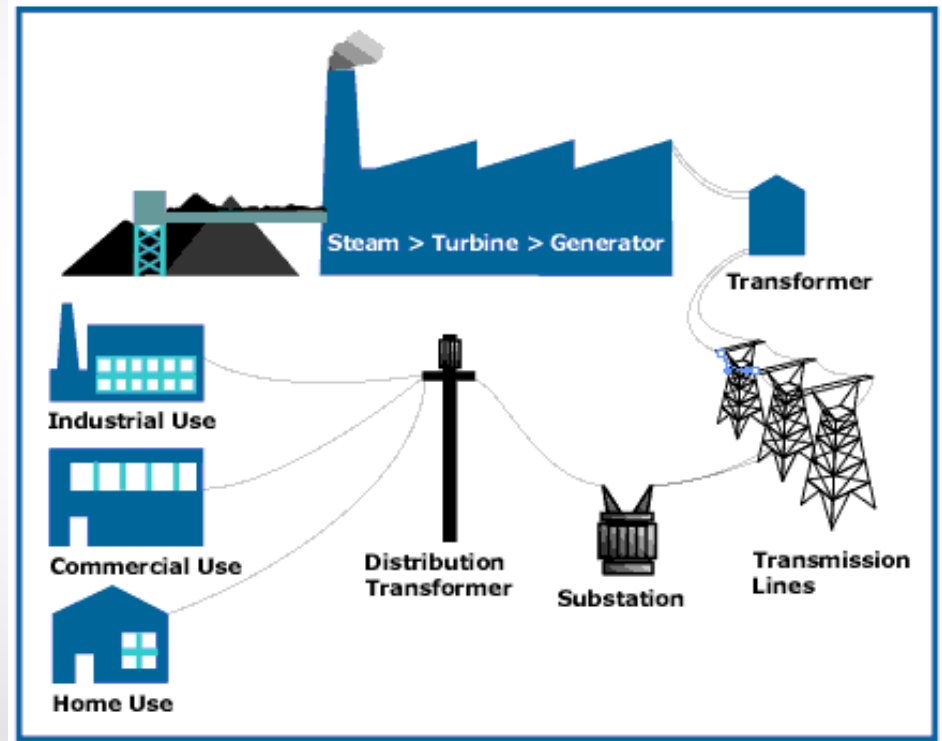 Steam > Turbine > Generator
Transformer
Industrial Use
Commercial Use
Distribution
Transformer
Substation
Transmission
Lines
Home Use